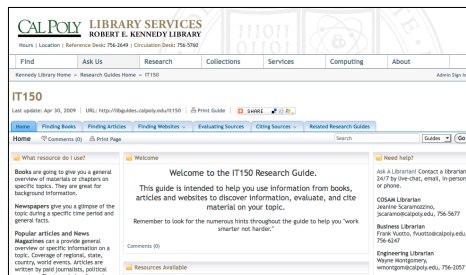 CAL POLY LIBRARY SERVICES
ROBERT E. KENNEDY LIBRARY
Hours | Location | Reference Desk: 756-2649 | Circulation Desk: 756-5760
Find Ask Us Research Collections Services Computing About
Kennedy Library Home » Research Guides Home » IT150 Admin Sign In
IT150
Last update: Apr 30, 2009 URL: http://libguides.calpoly.edu/it150 Print Guide SHARE
Home Finding Books Finding Articles Finding Websites Evaluating Sources Citing Sources Related Research Guides
Home Comments (0) Print Page Search Guides Go
What resource do I use?
Books are going to give you a general
overview of materials or chapters on
specific topics. They are great for
background information.
Newspapers give you a glimpse of the
topic during a specific time period and
general facts.
Popular articles and News
Magazines can provide general
overview or specific information on a
topic. Coverage of regional, state,
country, world events. Articles are
written by paid journalists, political
Welcome
Welcome to the IT150 Research Guide.
This guide is intended to help you use information from books,
articles and websites to discover information, evaluate, and cite
material on your topic.
Remember to look for the numerous hints throughout the guide to help you "work
smarter not harder."
Comments (0)
Resources Available
Need help?
Ask A Librarian! Contact a librarian
24/7 by live-chat, email, in-person
or phone.
COSAM Librarian
Jeanine Scaramozzino,
jscaramo@calpoly.edu, 756-5677
Business Librarian
Frank Vuotto, fvuotto@calpoly.edu,
756-6247
Engineering Librarian
Wayne Montgomery,
wmontgom@calpoly.edu, 756-2057